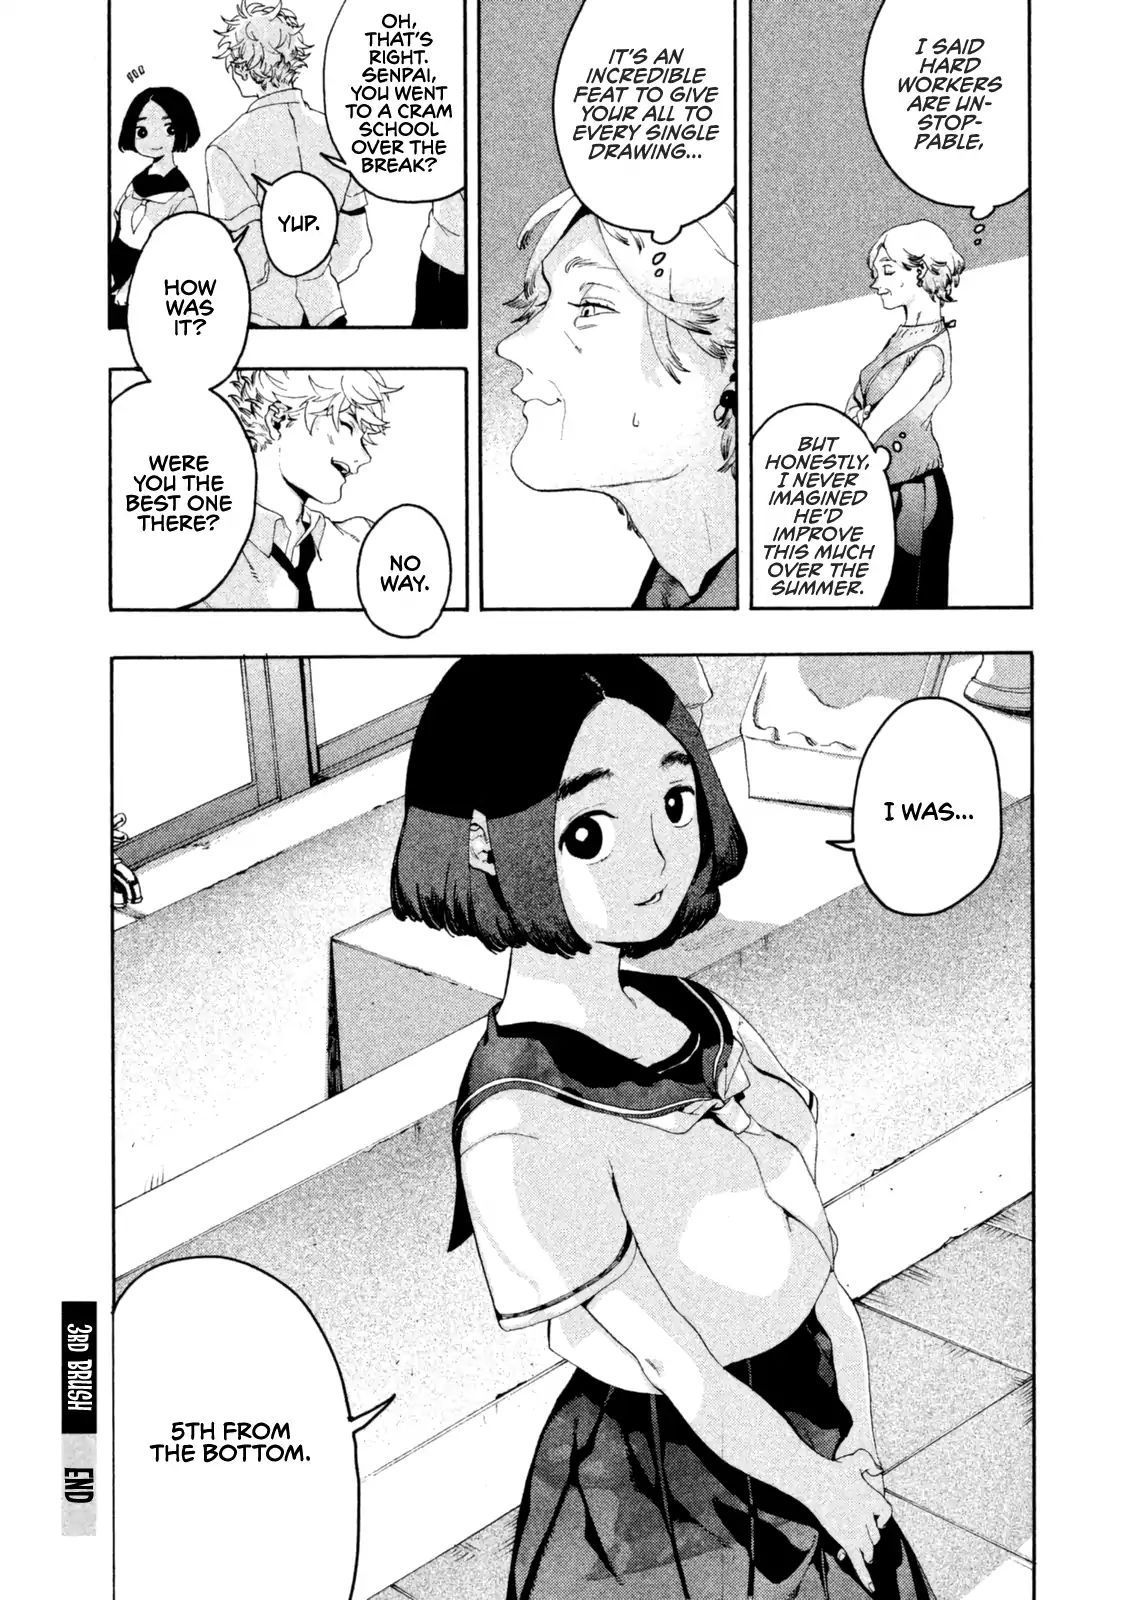 I SAID
HARD
WORKERS
ARE UN-
STOP-
PABLE,
BUT
HONESTLY,
I NEVER
IMAGINED
HE'D
IMPROVE
THIS MUCH
OVER THE
SUMMER.
IT'S AN
INCREDIBLE
FEAT TO GIVE
YOUR ALL TO
EVERY SINGLE
DRAWING...
OH,
THAT'S
RIGHT.
SENPAI,
YOU WENT
TO A CRAM
SCHOOL
OVER THE
BREAK?
YUP.
HOW
WAS
IT?
WERE
YOU THE
BEST ONE
THERE?
NO
WAY.
I WAS...
5TH FROM
THE BOTTOM.
3RD BRUSH
END